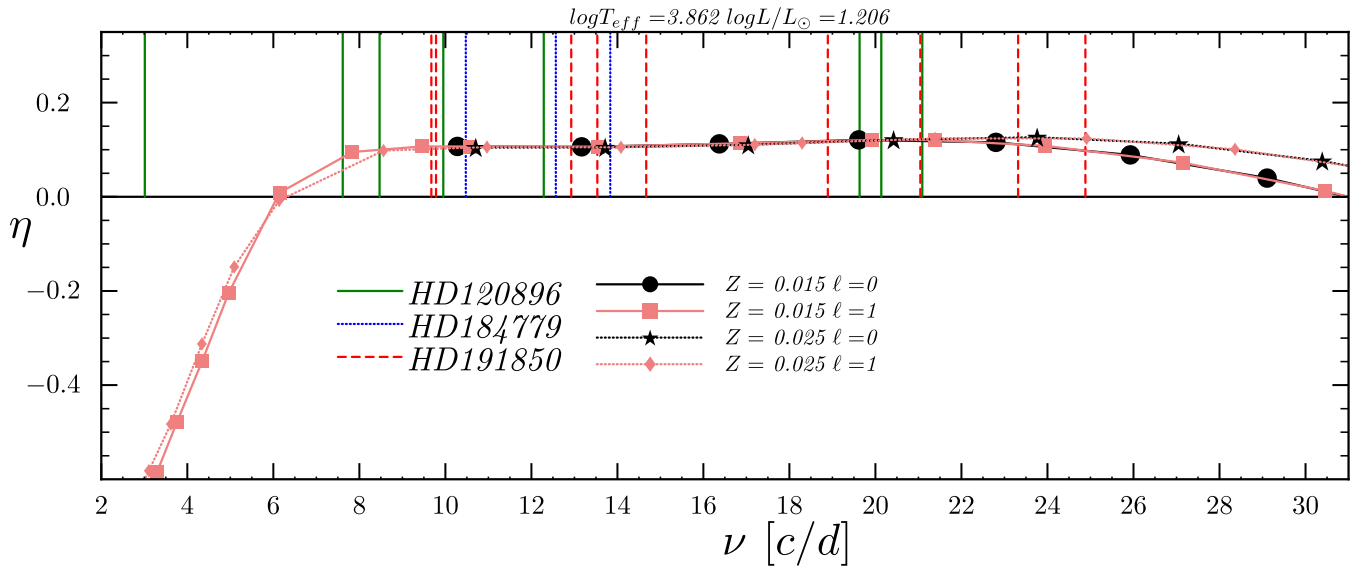 logT_eff =3.862 logL/L_⊙ =1.206
0.2
0.0
η
−0.2
−0.4
HD120896
HD184779
HD191850
Z = 0.015 ℓ =0
Z = 0.015 ℓ =1
Z = 0.025 ℓ =0
Z = 0.025 ℓ =1
2 4 6 8 10 12 14 16 18 20 22 24 26 28 30
ν [c/d]